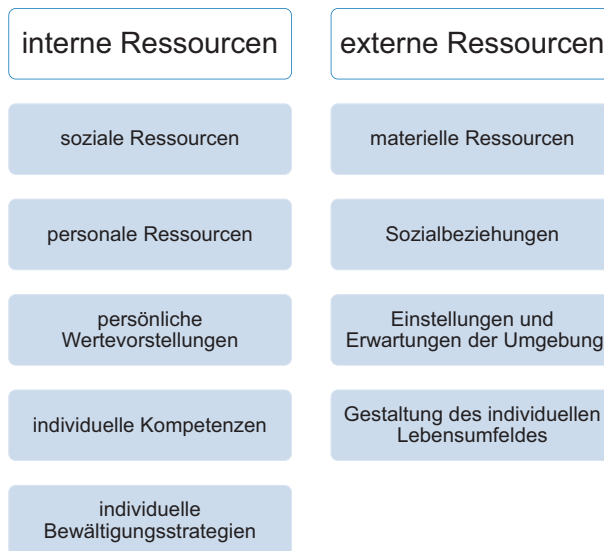 interne Ressourcen
soziale Ressourcen
personale Ressourcen
persönliche
Wertevorstellungen
individuelle Kompetenzen
individuelle
Bewältigungsstrategien
externe Ressourcen
materielle Ressourcen
Sozialbeziehungen
Einstellungen und
Erwartungen der Umgebung
Gestaltung des individuellen
Lebensumfeldes